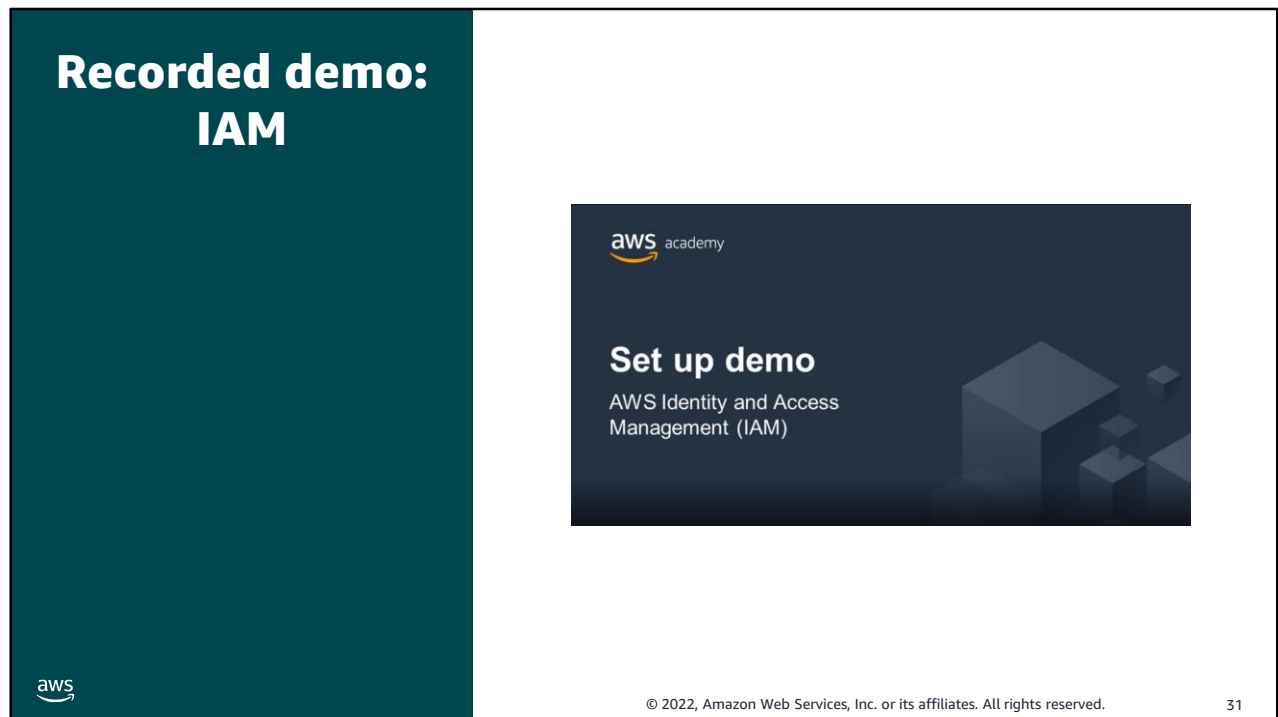 Recorded demo:
IAM
aws academy
Set up demo
AWS Identity and Access
Management (IAM)
aws
© 2022, Amazon Web Services, Inc. or its affiliates. All rights reserved.
31